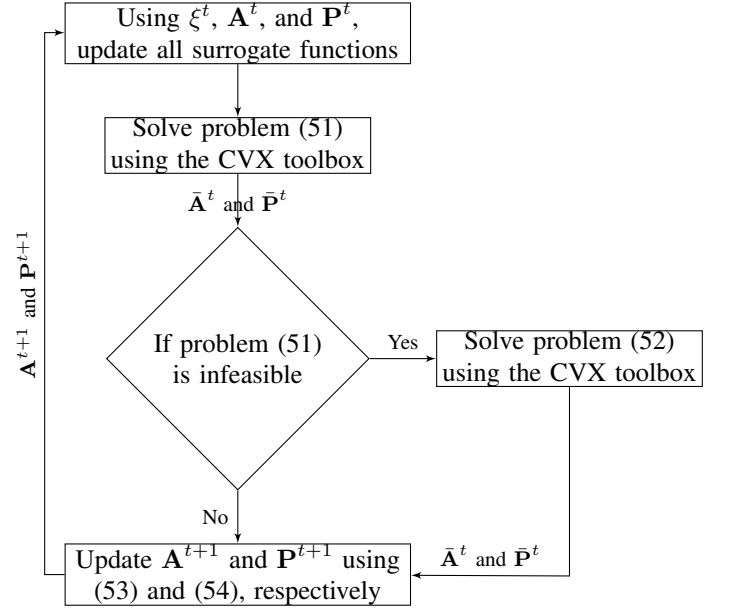 Using ξ^t, A^t, and P^t,
update all surrogate functions
Solve problem (51)
using the CVX toolbox
Ā^t and P̄^t
If problem (51)
is infeasible
Yes
Solve problem (52)
using the CVX toolbox
No
Update A^{t+1} and P^{t+1} using
(53) and (54), respectively
Ā^t and P̄^t
A^{t+1} and P^{t+1}